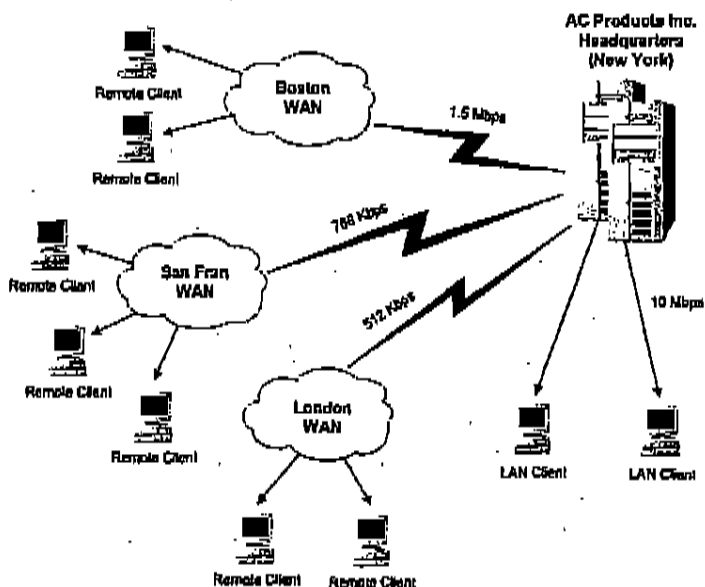 AC Products Inc.
Headquarters
(New York)
Remote Client
Boston
WAN
1.5 Mbps
Remote Client
768 Kbps
San Fran
WAN
Remote Client
512 Kbps
10 Mbps
Remote Client
London
WAN
Remote Client
LAN Client
LAN Client
Remote Client
Remote Client